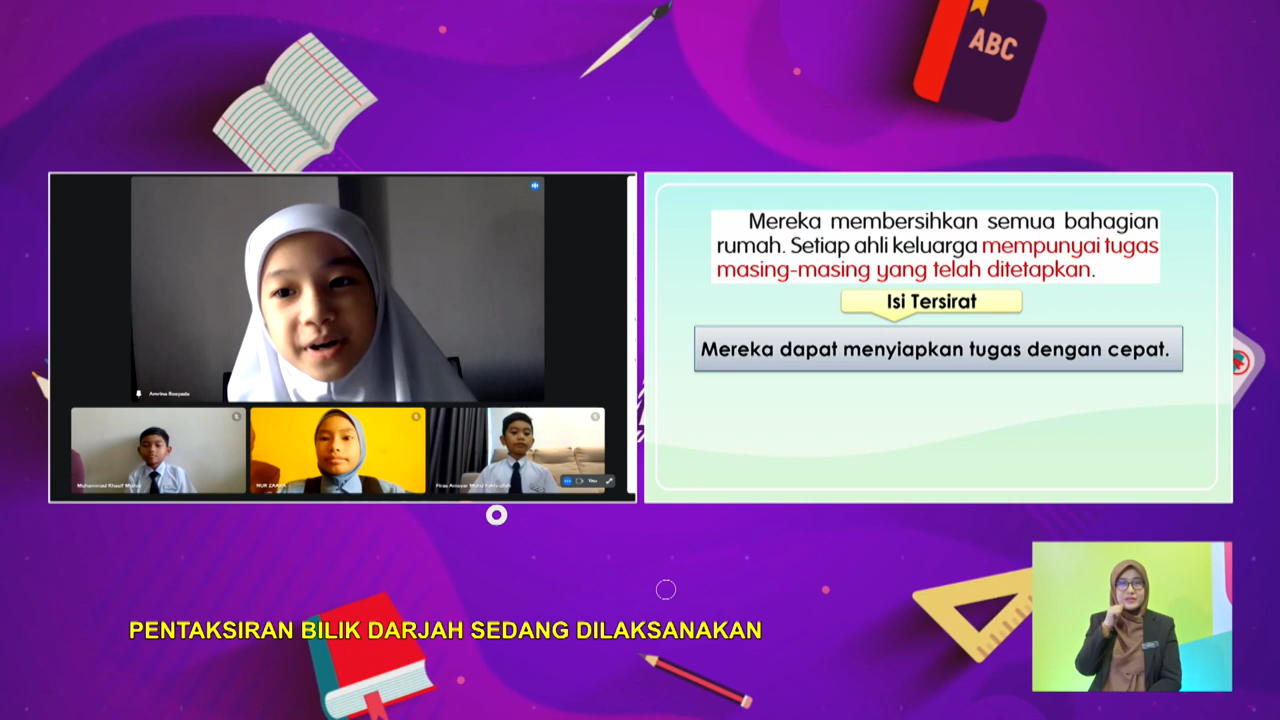 ABC
Mereka membersihkan semua bahagian
rumah. Setiap ahli keluarga mempunyai tugas
masing-masing yang telah ditetapkan.
Isi Tersirat
Mereka dapat menyiapkan tugas dengan cepat.
You
PENTAKSIRAN BILIK DARJAH SEDANG DILAKSANAKAN